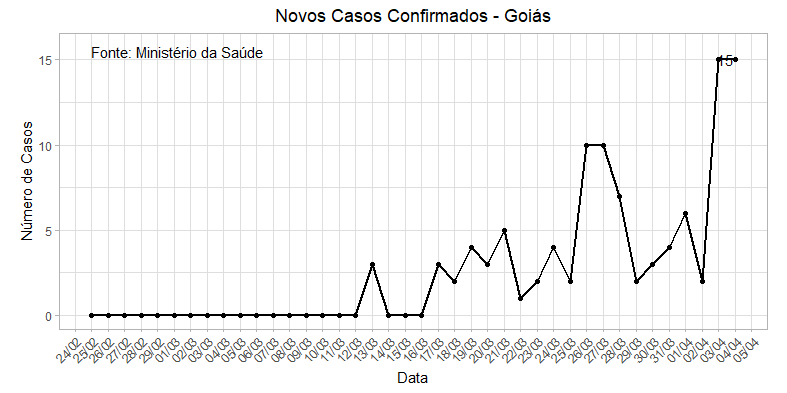 Novos Casos Confirmados - Goiás
Fonte: Ministério da Saúde
15
15
10
5
0
Número de Casos
24/02 25/02 26/02 27/02 28/02 29/02 01/03 02/03 03/03 04/03 05/03 06/03 07/03 08/03 09/03 10/03 11/03 12/03 13/03 14/03 15/03 16/03 17/03 18/03 19/03 20/03 21/03 22/03 23/03 24/03 25/03 26/03 27/03 28/03 29/03 30/03 31/03 01/04 02/04 03/04 04/04 05/04
Data